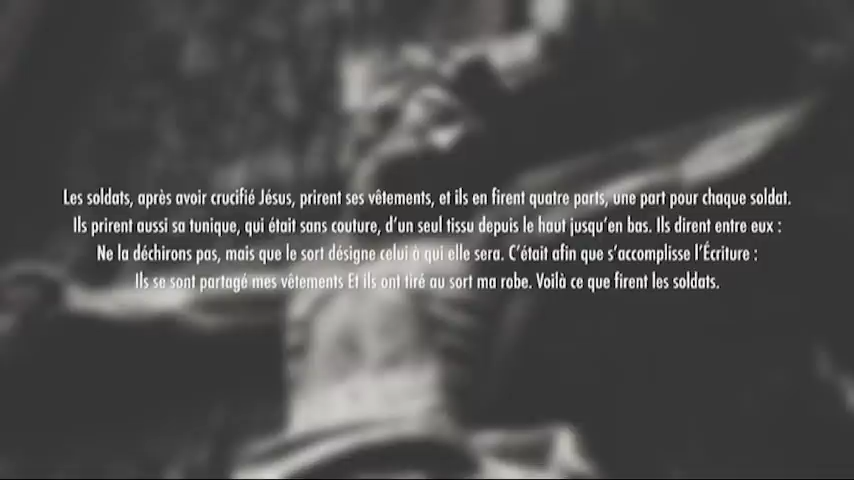 Les soldats, après avoir crucifié Jésus, prirent ses vêtements, et ils en firent quatre parts, une part pour chaque soldat.
Ils prirent aussi sa tunique, qui était sans couture, d'un seul tissu depuis le haut jusqu'en bas. Ils dirent entre eux :
Ne la déchirons pas, mais que le sort désigne celui à qui elle sera. C'était afin que s'accomplisse l'Écriture :
Ils se sont partagé mes vêtements Et ils ont tiré au sort ma robe. Voilà ce que firent les soldats.